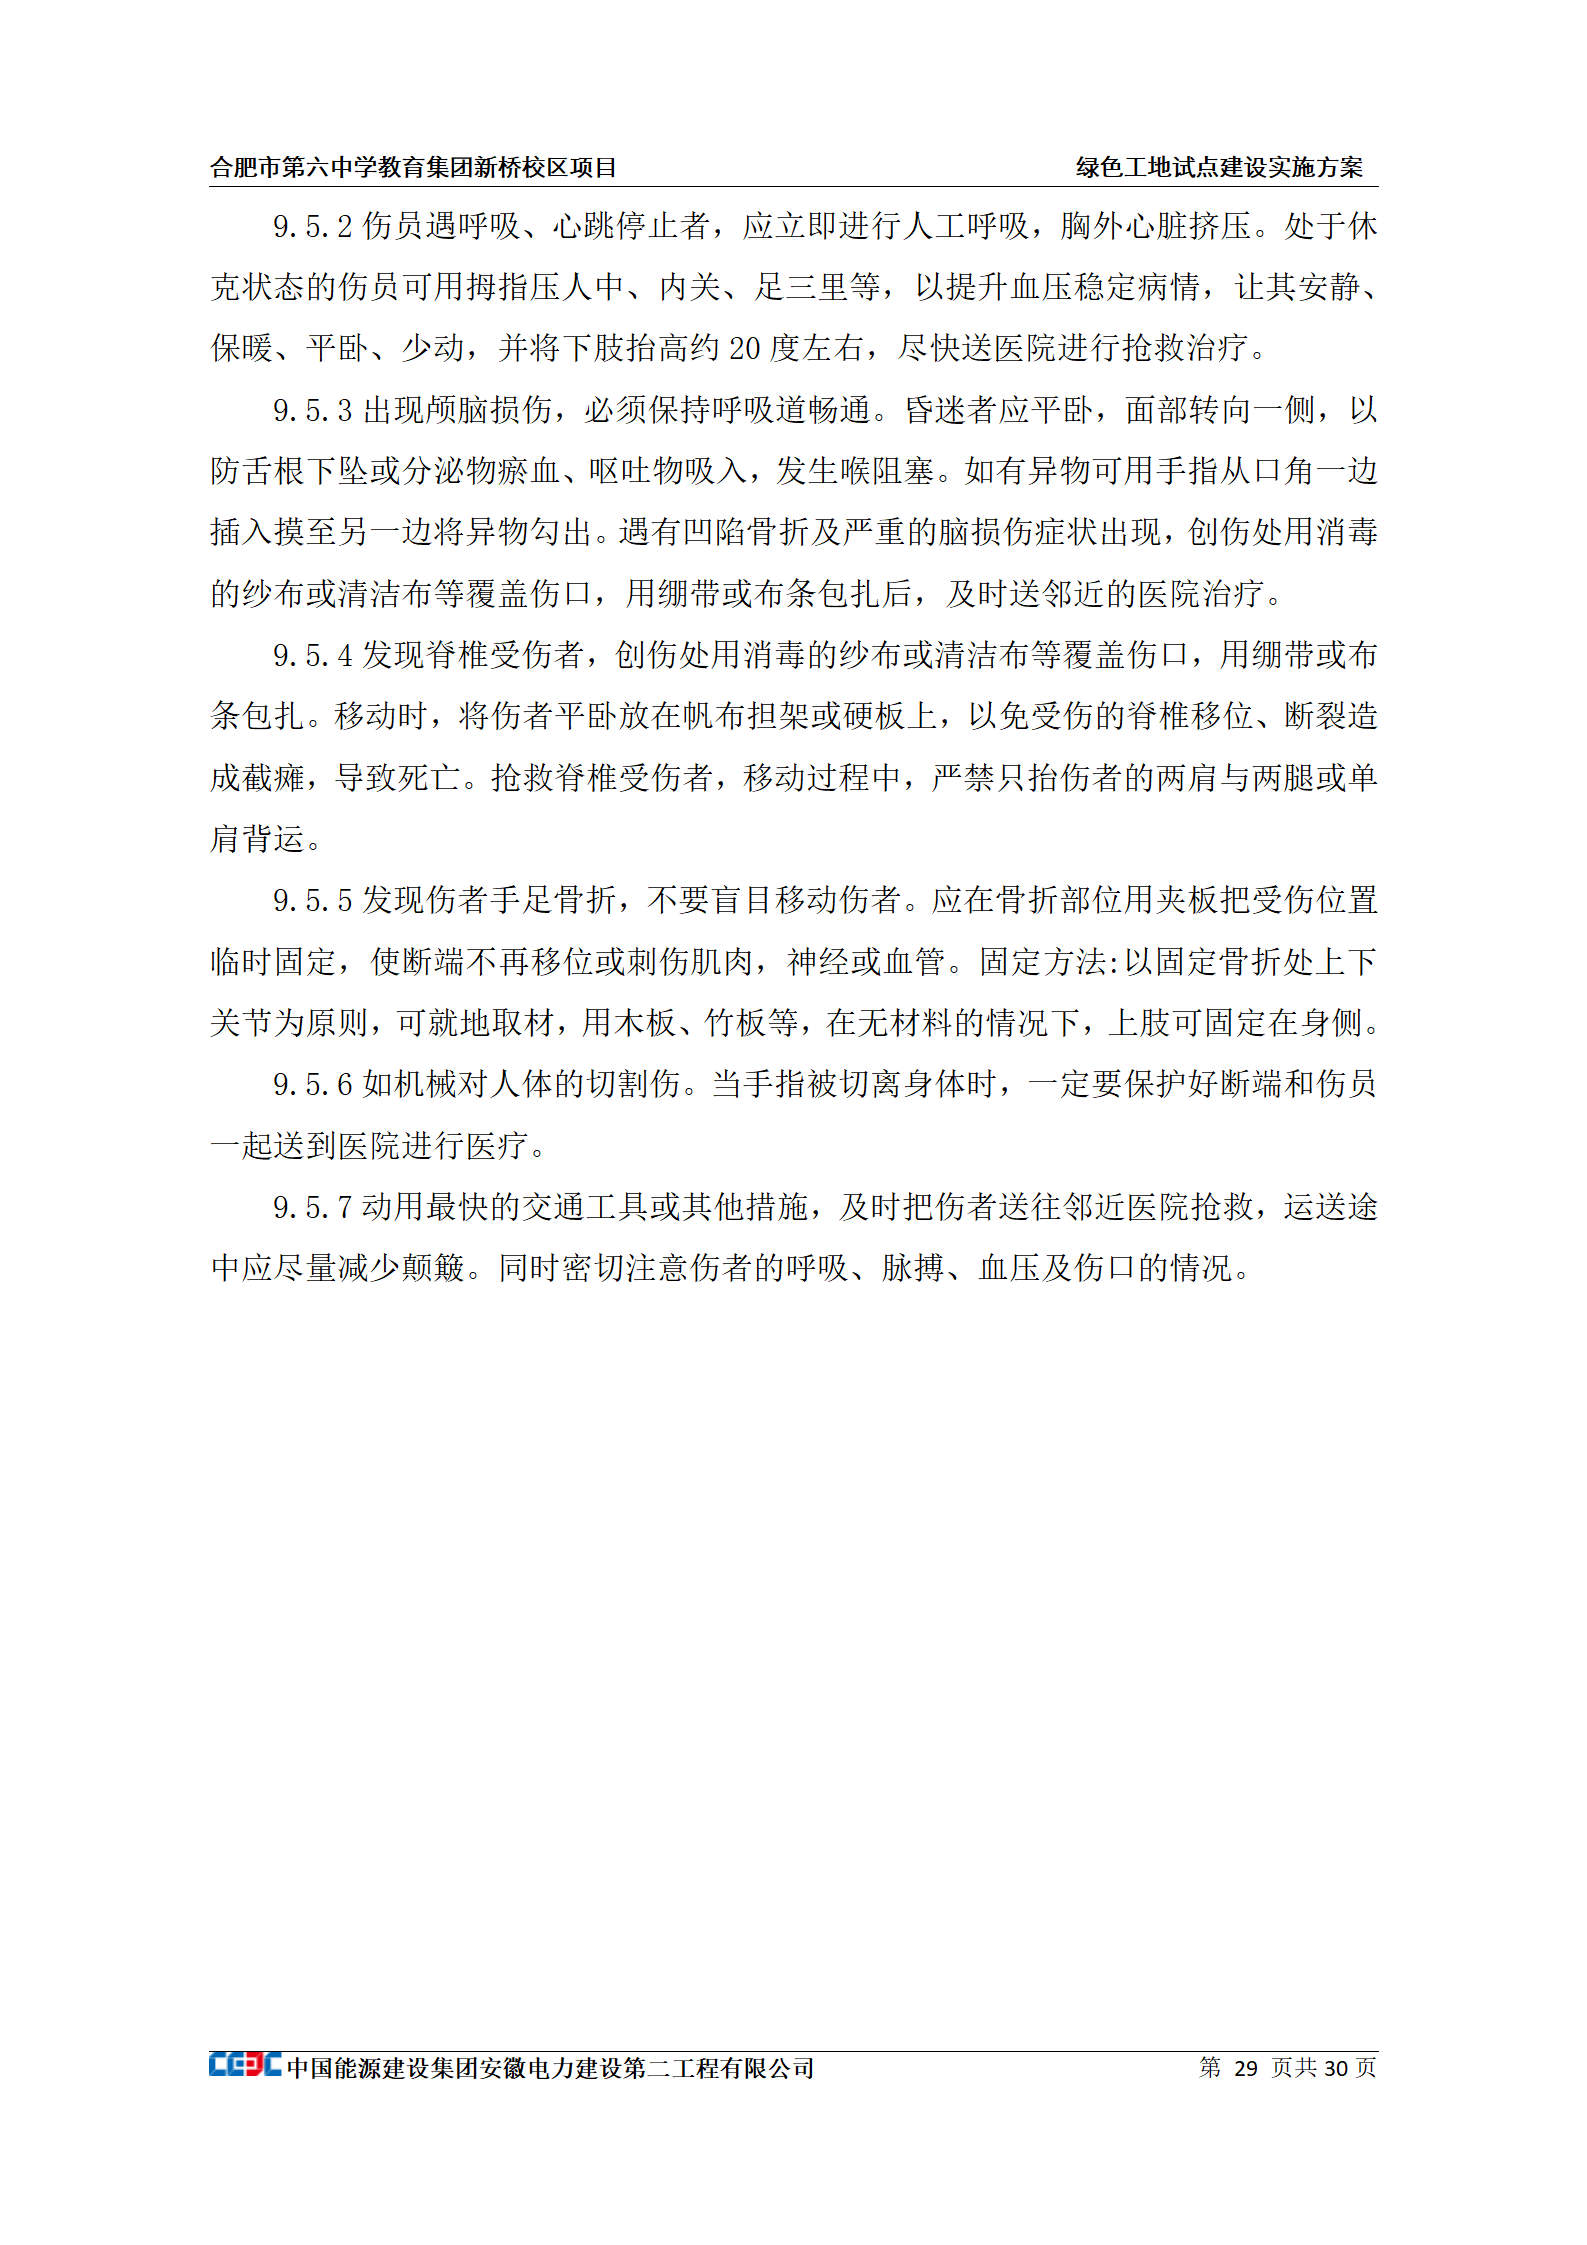 合肥市第六中学教育集团新桥校区项目 绿色工地试点建设实施方案
9.5.2 伤员遇呼吸、心跳停止者，应立即进行人工呼吸，胸外心脏挤压。处于休
克状态的伤员可用拇指压人中、内关、足三里等，以提升血压稳定病情，让其安静、
保暖、平卧、少动，并将下肢抬高约 20 度左右，尽快送医院进行抢救治疗。
9.5.3 出现颅脑损伤，必须保持呼吸道畅通。昏迷者应平卧，面部转向一侧，以
防舌根下坠或分泌物瘀血、呕吐物吸入，发生喉阻塞。如有异物可用手指从口角一边
插入摸至另一边将异物勾出。遇有凹陷骨折及严重的脑损伤症状出现，创伤处用消毒
的纱布或清洁布等覆盖伤口，用绷带或布条包扎后，及时送邻近的医院治疗。
9.5.4 发现脊椎受伤者，创伤处用消毒的纱布或清洁布等覆盖伤口，用绷带或布
条包扎。移动时，将伤者平卧放在帆布担架或硬板上，以免受伤的脊椎移位、断裂造
成截瘫，导致死亡。抢救脊椎受伤者，移动过程中，严禁只抬伤者的两肩与两腿或单
肩背运。
9.5.5 发现伤者手足骨折，不要盲目移动伤者。应在骨折部位用夹板把受伤位置
临时固定，使断端不再移位或刺伤肌肉，神经或血管。固定方法:以固定骨折处上下
关节为原则，可就地取材，用木板、竹板等，在无材料的情况下，上肢可固定在身侧。
9.5.6 如机械对人体的切割伤。当手指被切离身体时，一定要保护好断端和伤员
一起送到医院进行医疗。
9.5.7 动用最快的交通工具或其他措施，及时把伤者送往邻近医院抢救，运送途
中应尽量减少颠簸。同时密切注意伤者的呼吸、脉搏、血压及伤口的情况。
CEEC 中国能源建设集团安徽电力建设第二工程有限公司 第 29 页共 30 页